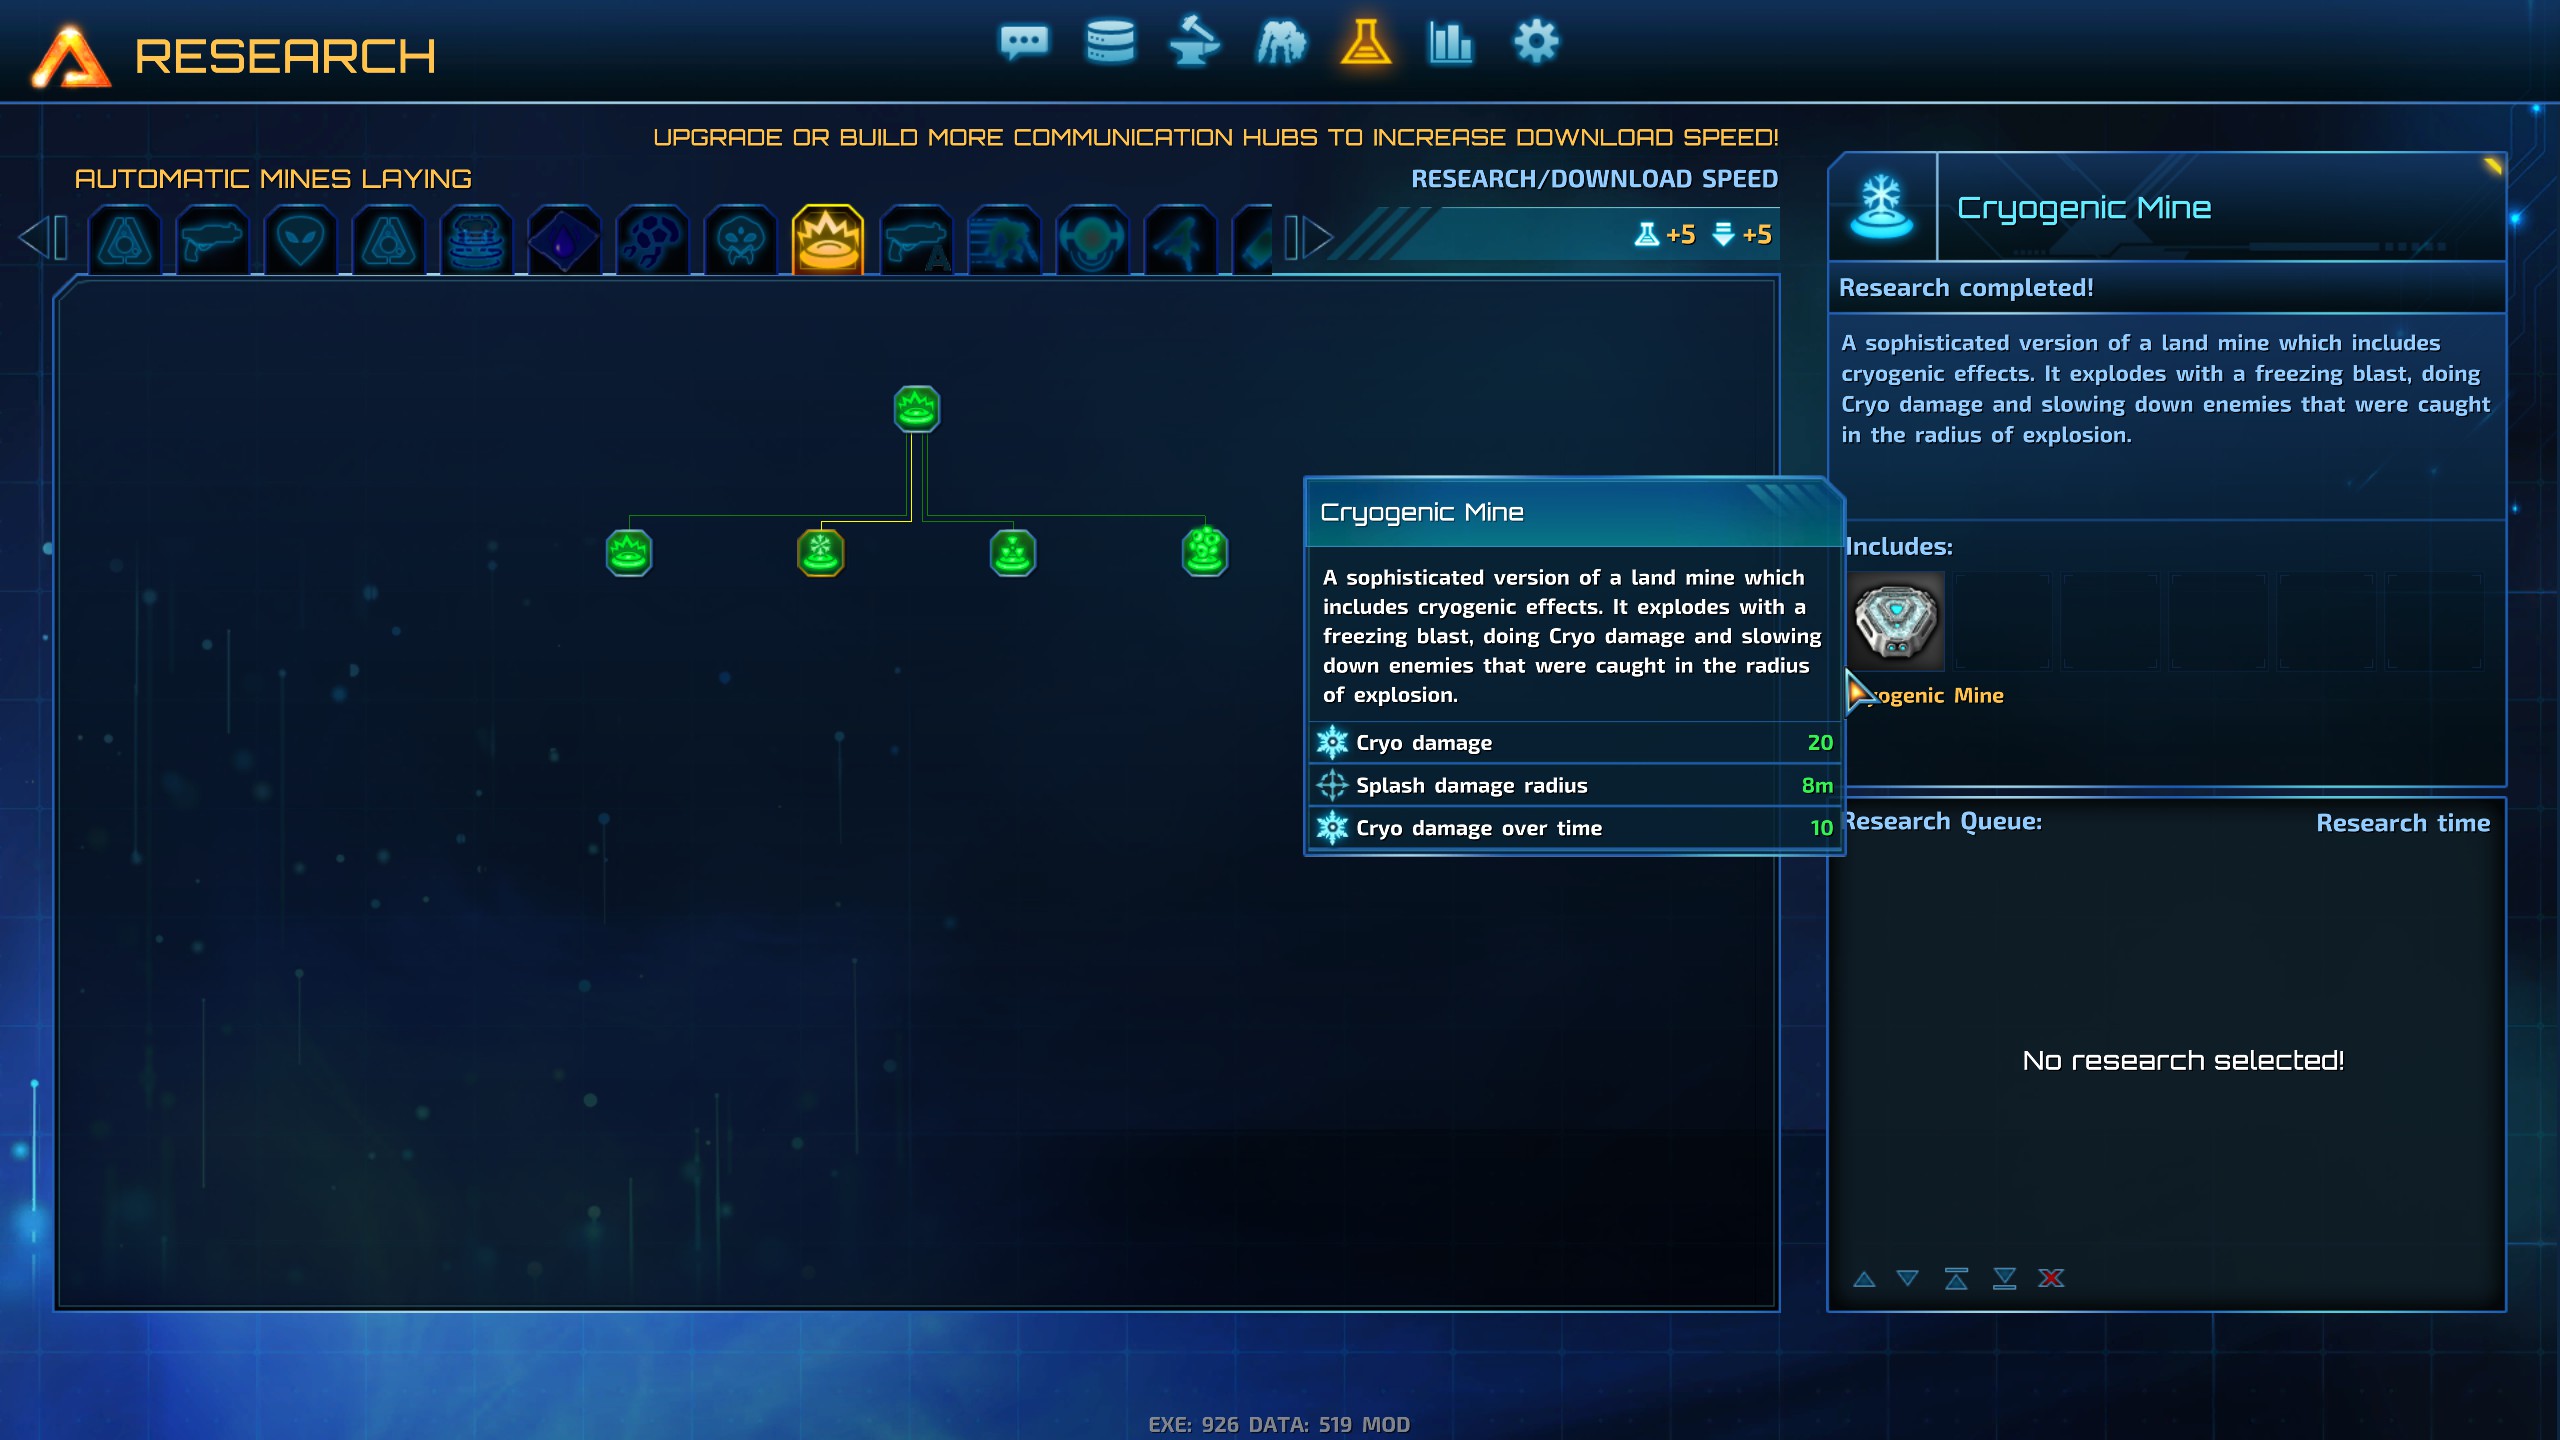 RESEARCH
UPGRADE OR BUILD MORE COMMUNICATION HUBS TO INCREASE DOWNLOAD SPEED!
AUTOMATIC MINES LAYING
RESEARCH/DOWNLOAD SPEED
+5 +5
Cryogenic Mine
Research completed!
A sophisticated version of a land mine which includes
cryogenic effects. It explodes with a freezing blast, doing
Cryo damage and slowing down enemies that were caught
in the radius of explosion.
Includes:
Cryogenic Mine
A sophisticated version of a land mine which
includes cryogenic effects. It explodes with a
freezing blast, doing Cryo damage and slowing
down enemies that were caught in the radius
of explosion.
Cryo damage 20
Splash damage radius 8m
Cryo damage over time 10
Mine
Research Queue: Research time
No research selected!
EXE: 926 DATA: 519 MOD